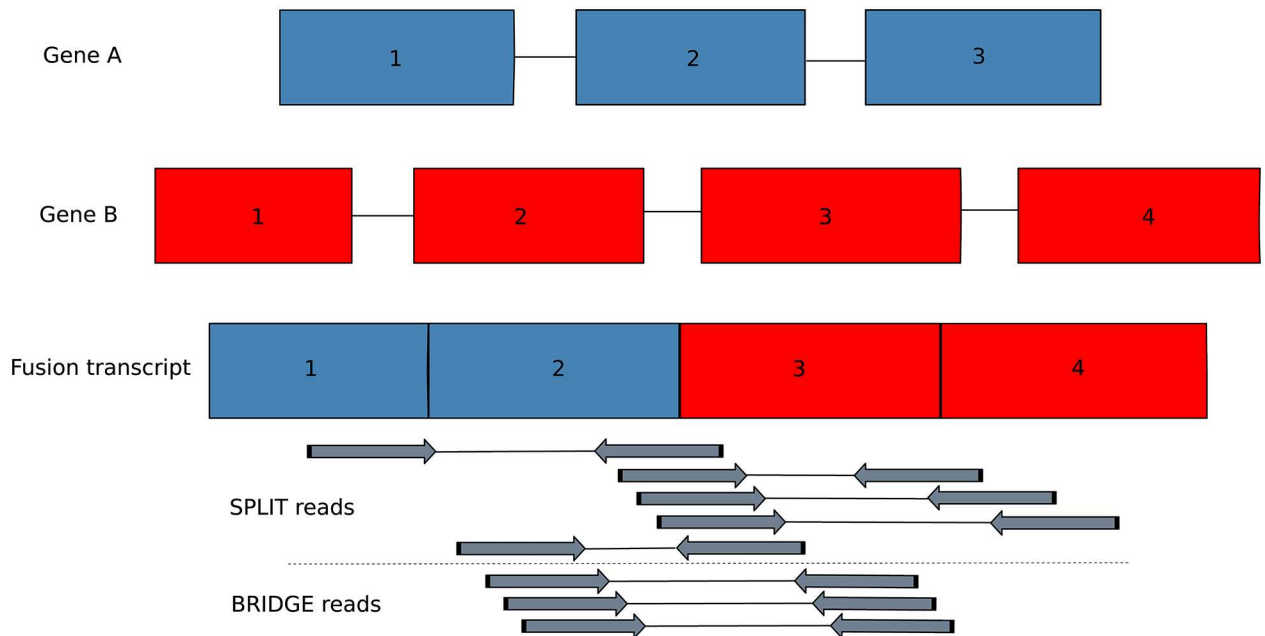 Gene A 1 2 3
Gene B 1 2 3 4
Fusion transcript 1 2 3 4
SPLIT reads
BRIDGE reads